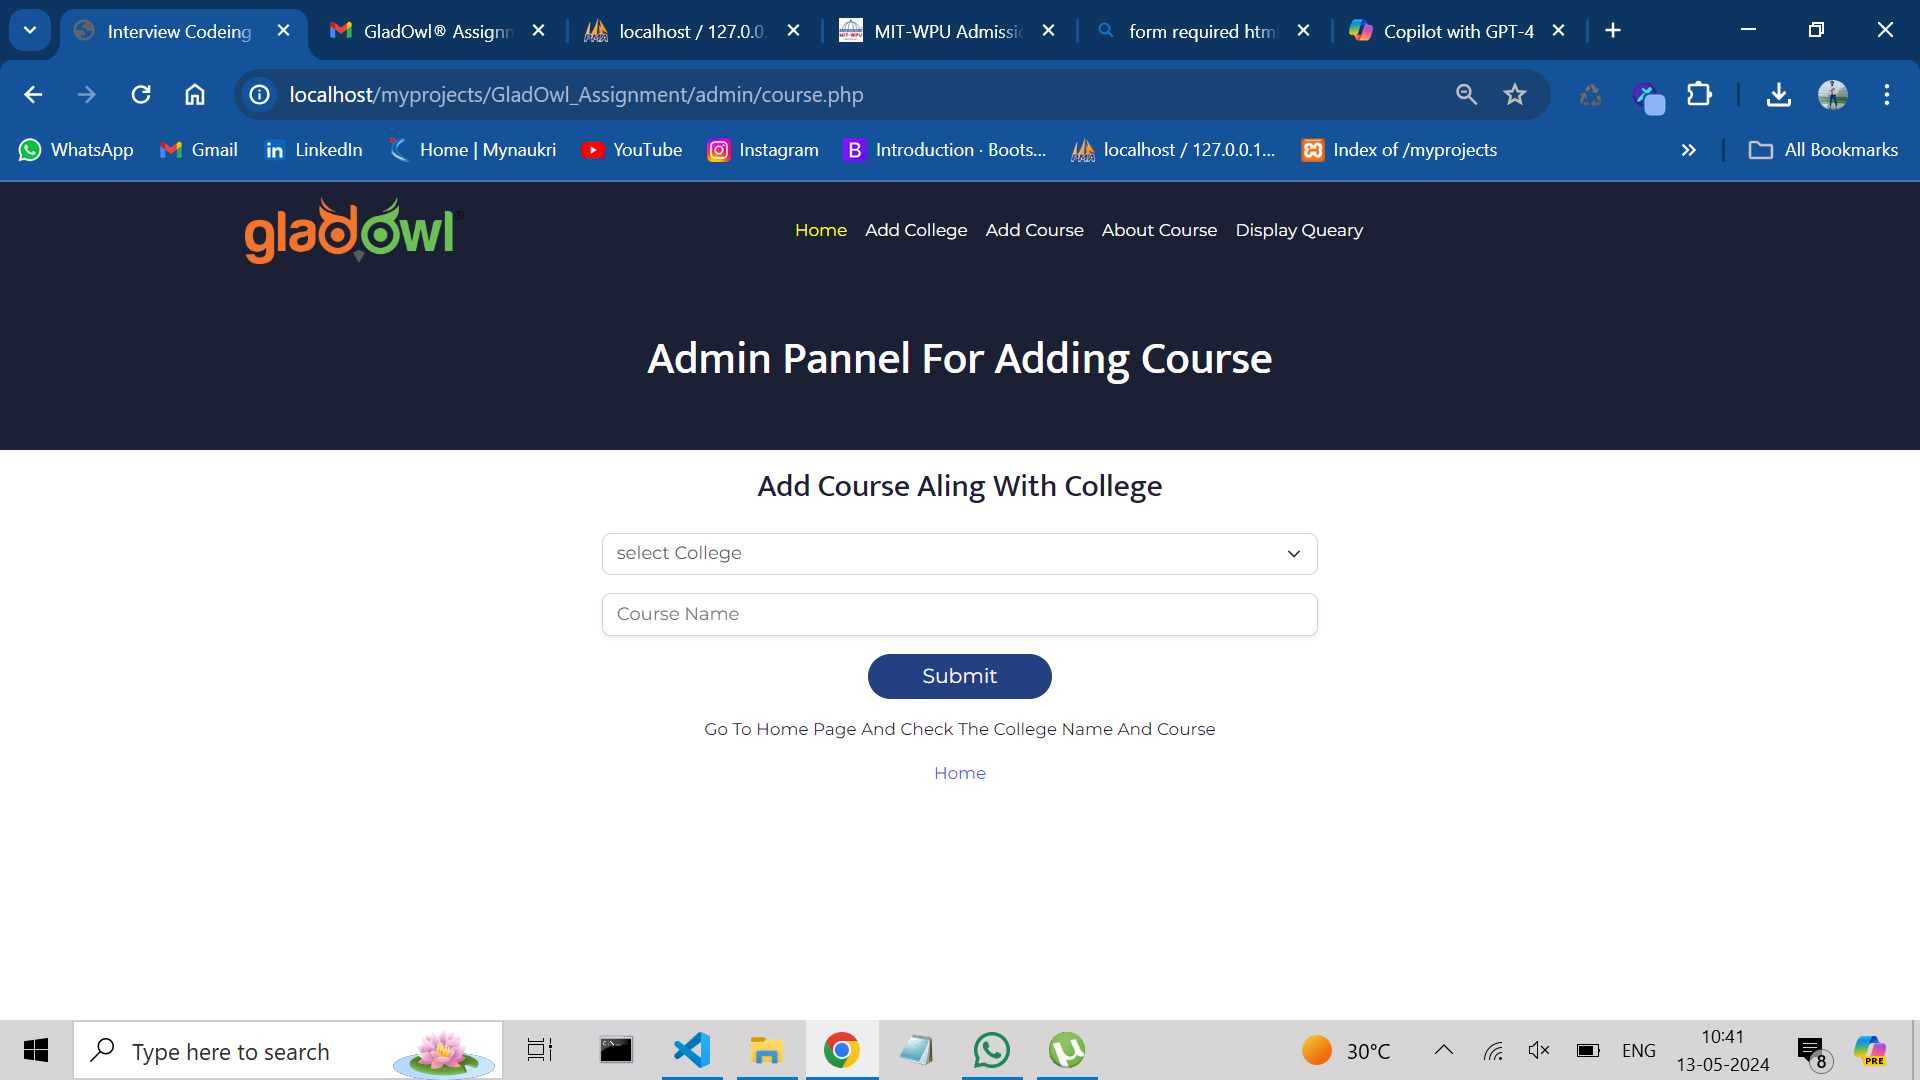 Interview Codeing
GladOwl® Assignn
localhost / 127.0.0.
MIT-WPU Admissio
form required html
Copilot with GPT-4
localhost/myprojects/GladOwl_Assignment/admin/course.php
WhatsApp
Gmail
LinkedIn
Home | Mynaukri
YouTube
Instagram
Introduction · Boots...
localhost / 127.0.0.1...
Index of /myprojects
All Bookmarks
gladowl
Home
Add College
Add Course
About Course
Display Queary
Admin Pannel For Adding Course
Add Course Aling With College
select College
Course Name
Submit
Go To Home Page And Check The College Name And Course
Home
Type here to search
30°C
ENG
10:41
13-05-2024
8
PRE